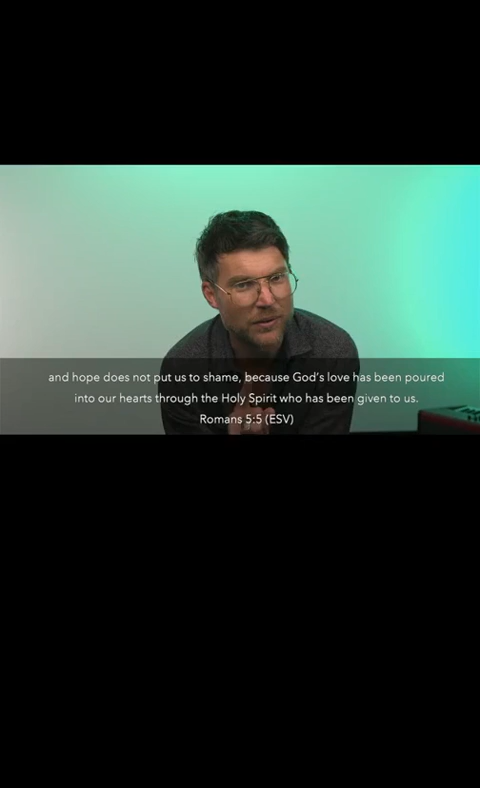 and hope does not put us to shame, because God's love has been poured
into our hearts through the Holy Spirit who has been given to us.
Romans 5:5 (ESV)